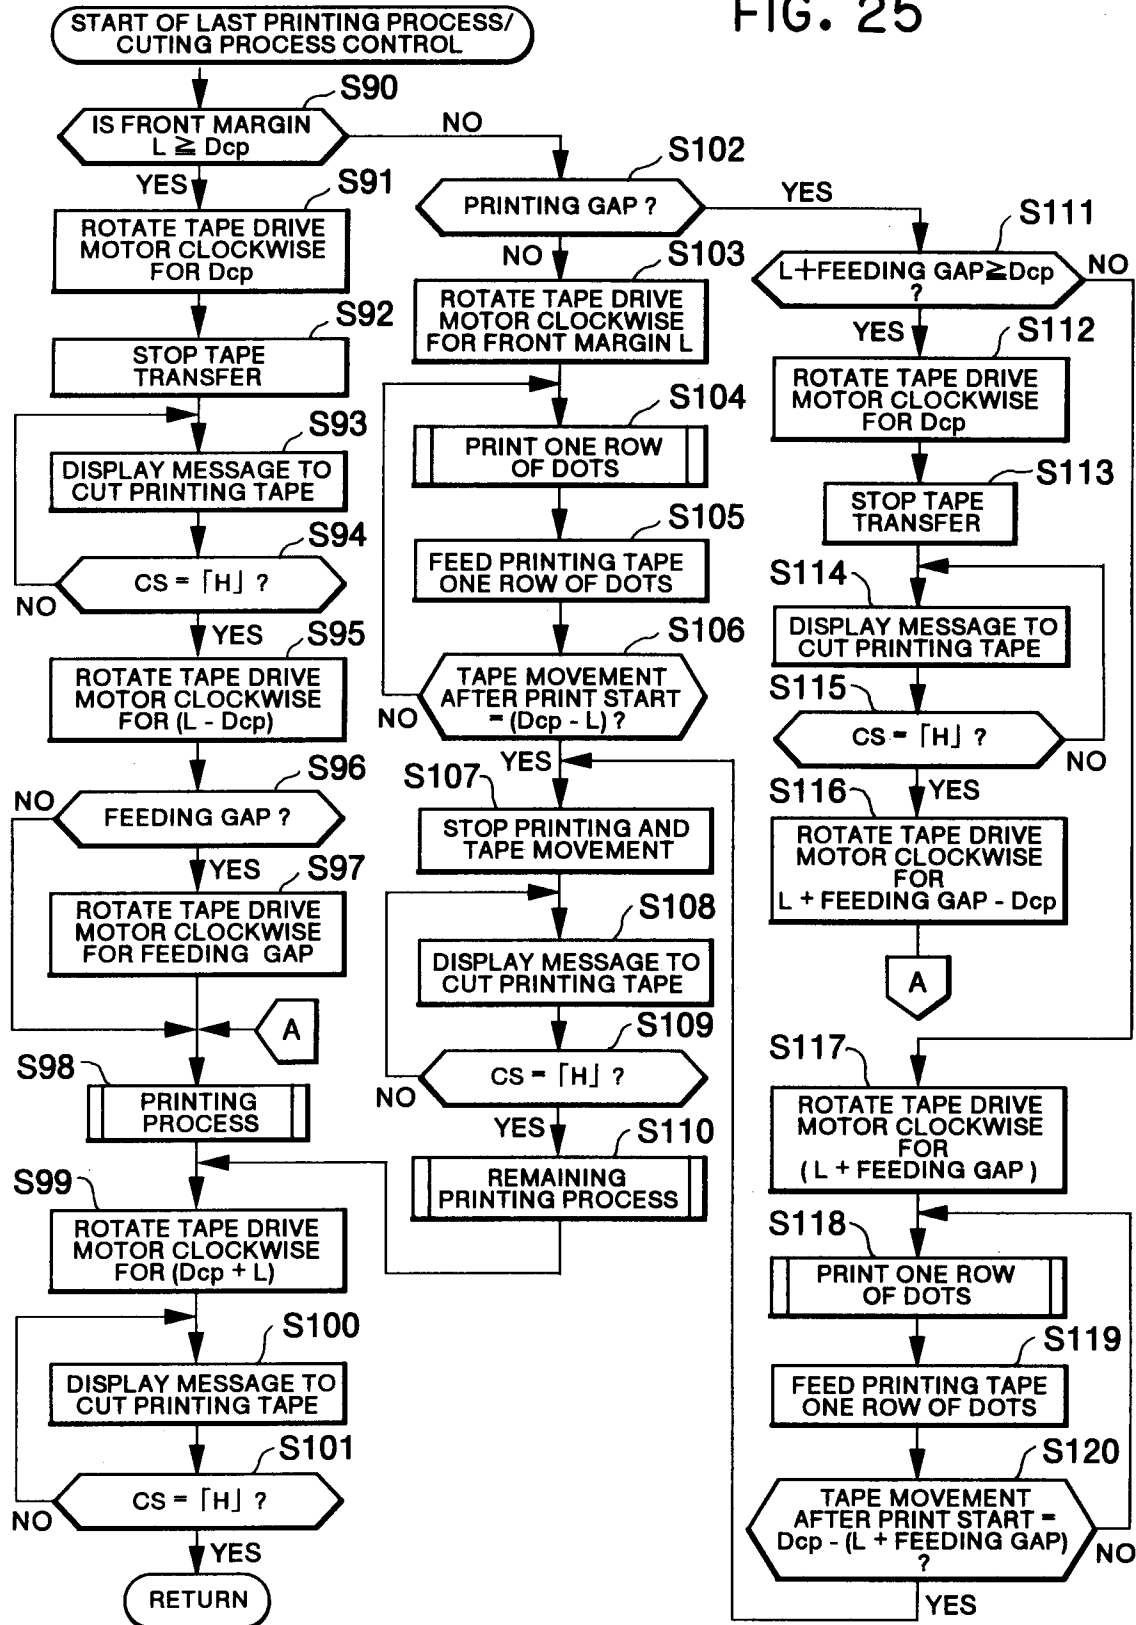 FIG. 25
START OF LAST PRINTING PROCESS/
CUTING PROCESS CONTROL
S90
IS FRONT MARGIN
L ≧ Dcp
NO
YES
S91
ROTATE TAPE DRIVE
MOTOR CLOCKWISE
FOR Dcp
S92
STOP TAPE
TRANSFER
S93
DISPLAY MESSAGE TO
CUT PRINTING TAPE
S94
CS = ⌈H⌋ ?
NO
YES
S95
ROTATE TAPE DRIVE
MOTOR CLOCKWISE
FOR (L - Dcp)
S96
NO
FEEDING GAP ?
YES
S97
ROTATE TAPE DRIVE
MOTOR CLOCKWISE
FOR FEEDING GAP
A
S98
PRINTING
PROCESS
S99
ROTATE TAPE DRIVE
MOTOR CLOCKWISE
FOR (Dcp + L)
S100
DISPLAY MESSAGE TO
CUT PRINTING TAPE
S101
CS = ⌈H⌋ ?
NO
YES
RETURN
S102
PRINTING GAP ?
YES
NO
S103
ROTATE TAPE DRIVE
MOTOR CLOCKWISE
FOR FRONT MARGIN L
S104
PRINT ONE ROW
OF DOTS
S105
FEED PRINTING TAPE
ONE ROW OF DOTS
S106
TAPE MOVEMENT
AFTER PRINT START
= (Dcp - L) ?
NO
YES
S107
STOP PRINTING AND
TAPE MOVEMENT
S108
DISPLAY MESSAGE TO
CUT PRINTING TAPE
S109
CS = ⌈H⌋ ?
NO
YES
S110
REMAINING
PRINTING PROCESS
S111
L+FEEDING GAP≧Dcp
?
NO
YES
S112
ROTATE TAPE DRIVE
MOTOR CLOCKWISE
FOR Dcp
S113
STOP TAPE
TRANSFER
S114
DISPLAY MESSAGE TO
CUT PRINTING TAPE
S115
CS = ⌈H⌋ ?
NO
YES
S116
ROTATE TAPE DRIVE
MOTOR CLOCKWISE
FOR
L + FEEDING GAP - Dcp
A
S117
ROTATE TAPE DRIVE
MOTOR CLOCKWISE
FOR
( L + FEEDING GAP )
S118
PRINT ONE ROW
OF DOTS
S119
FEED PRINTING TAPE
ONE ROW OF DOTS
S120
TAPE MOVEMENT
AFTER PRINT START =
Dcp - (L + FEEDING GAP)
?
NO
YES